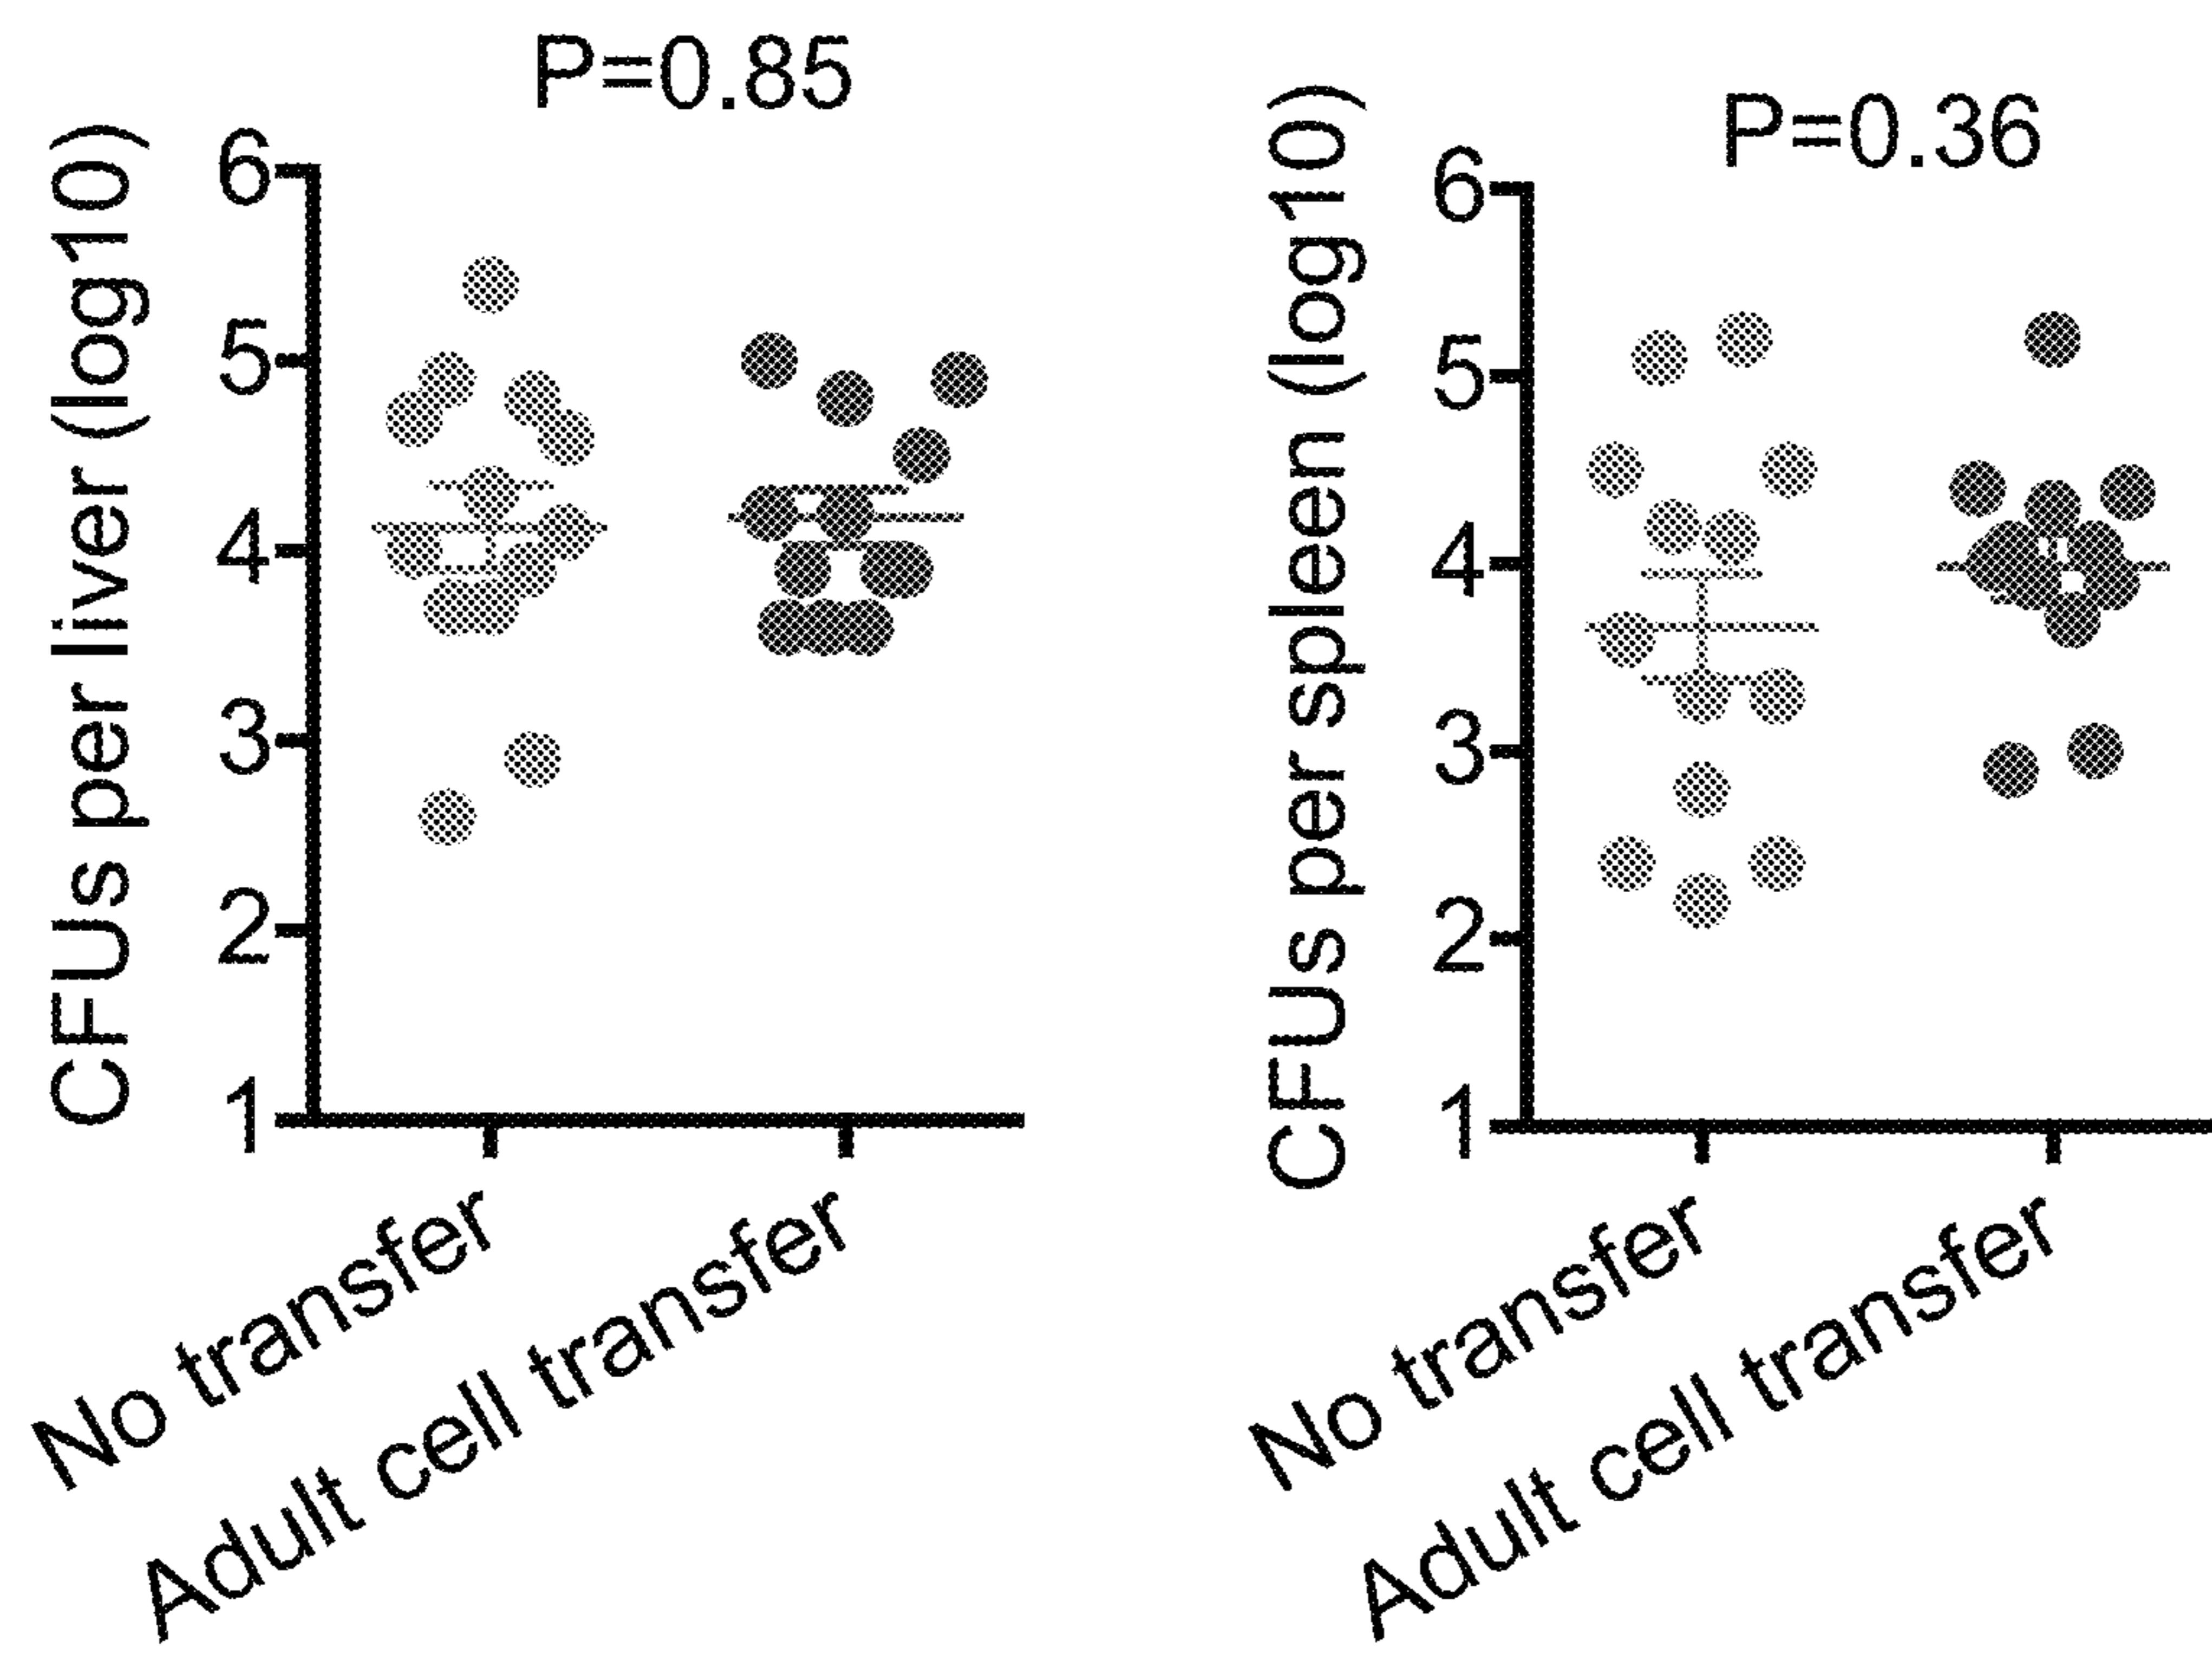 P=0.85
CFUs per liver (log10)
6
5
4
3
2
1
No transfer
Adult cell transfer
P=0.36
CFUs per spleen (log10)
6
5
4
3
2
1
No transfer
Adult cell transfer